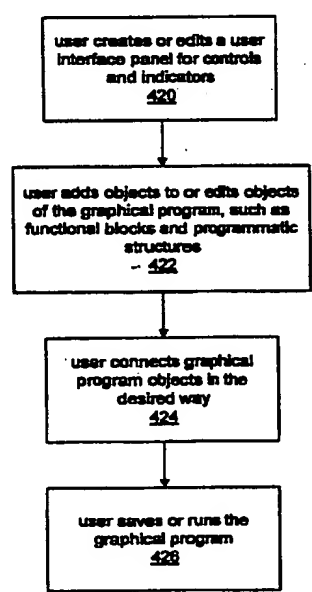 user creates or edits a user
interface panel for controls
and indicators
420
user adds objects to or edits objects
of the graphical program, such as
functional blocks and programmatic
structures
422
user connects graphical
program objects in the
desired way
424
user saves or runs the
graphical program
426